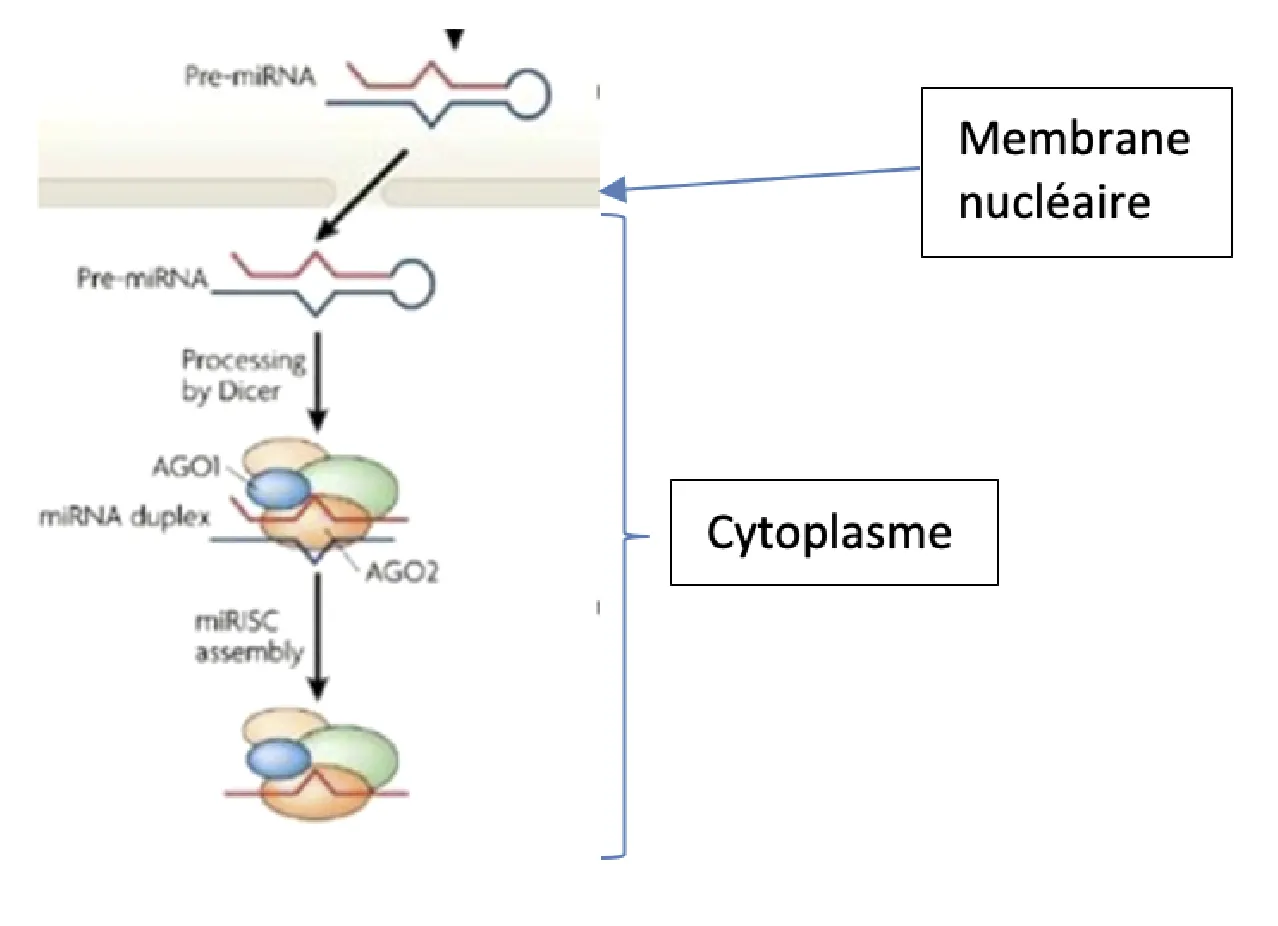 Pre-miRNA
Membrane
nucléaire
Pre-miRNA
Processing
by Dicer
AGO1
miRNA duplex
Cytoplasme
AGO2
miRISC
assembly